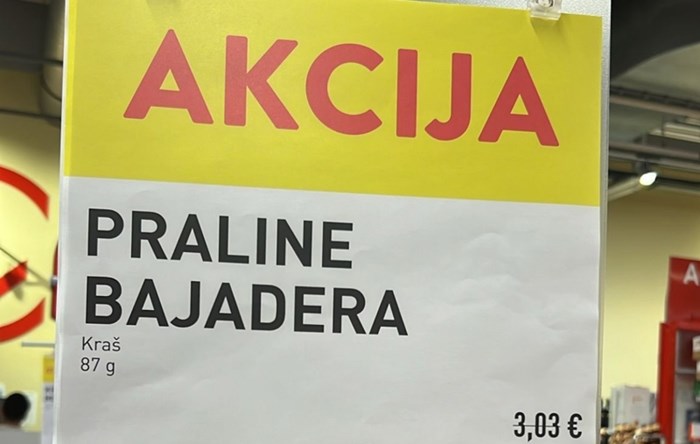 AKCIJA
PRALINE
BAJADERA
Kraš
87 g
3,03 €